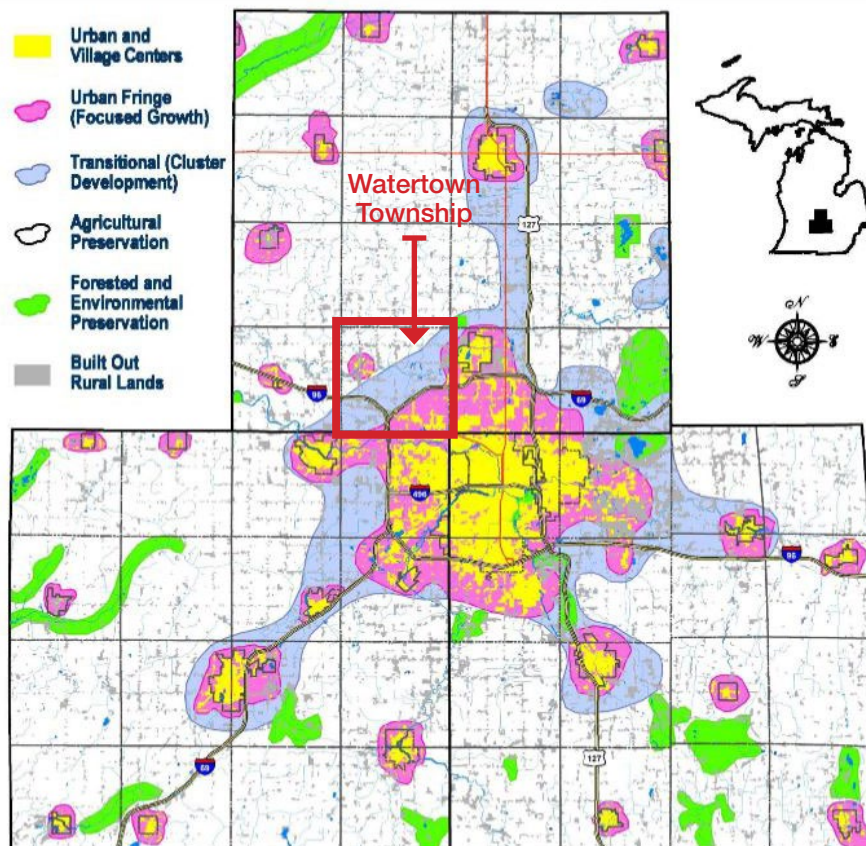 Urban and
Village Centers
Urban Fringe
(Focused Growth)
Transitional (Cluster
Development)
Agricultural
Preservation
Forested and
Environmental
Preservation
Built Out
Rural Lands
Watertown
Township
127
N
W
E
S
96
69
496
96
127
69